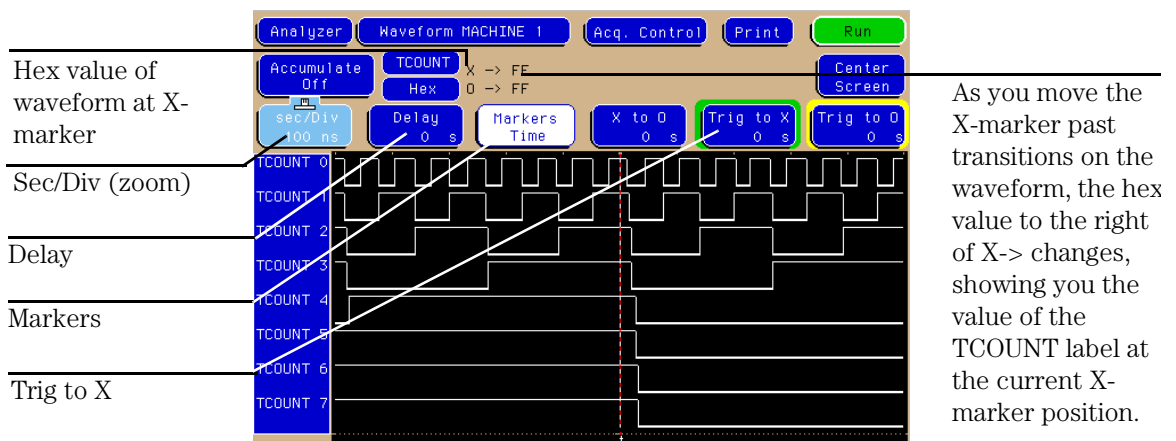 Analyzer Waveform MACHINE 1 Acq. Control Print Run
Accumulate
Off
TCOUNT X -> FF
Hex O -> FF
Center
Screen
sec/Div
100 ns
Delay
0 s
Markers
Time
X to O
0 s
Trig to X
0 s
Trig to O
0 s
TCOUNT 0
TCOUNT 1
TCOUNT 2
TCOUNT 3
TCOUNT 4
TCOUNT 5
TCOUNT 6
TCOUNT 7
Hex value of
waveform at X-
marker
Sec/Div (zoom)
Delay
Markers
Trig to X
As you move the
X-marker past
transitions on the
waveform, the hex
value to the right
of X-> changes,
showing you the
value of the
TCOUNT label at
the current X-
marker position.